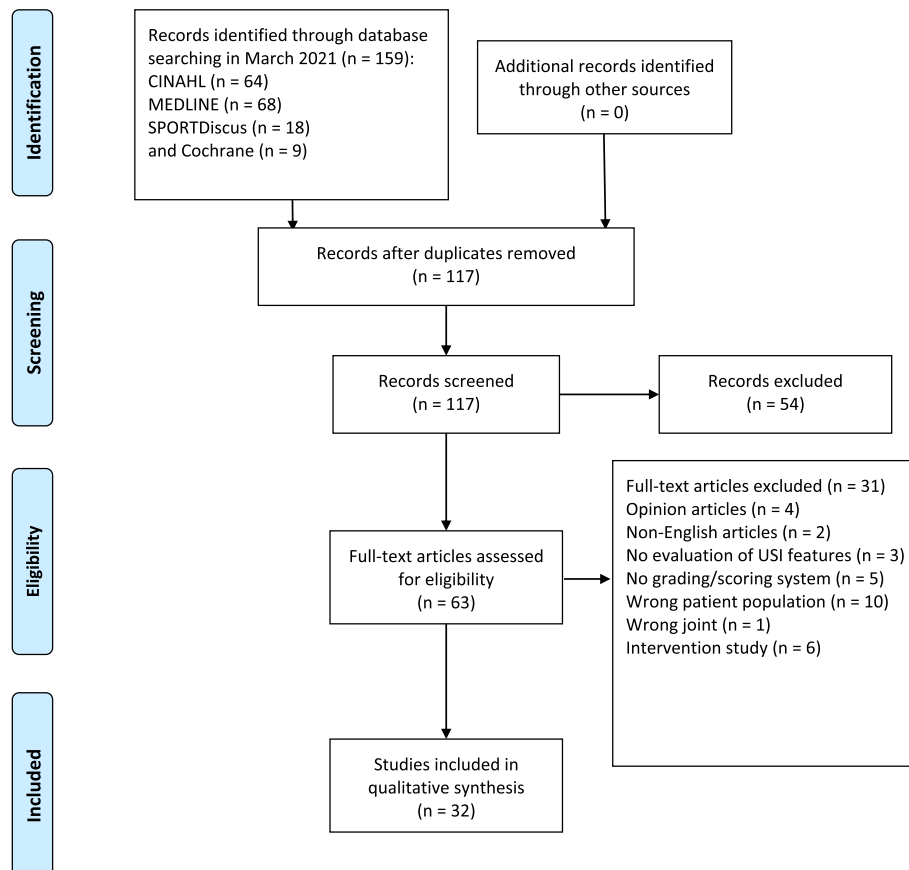 Identification
Records identified through database
searching in March 2021 (n = 159):
CINAHL (n = 64)
MEDLINE (n = 68)
SPORTDiscus (n = 18)
and Cochrane (n = 9)
Additional records identified
through other sources
(n = 0)
Screening
Records after duplicates removed
(n = 117)
Records screened
(n = 117)
Records excluded
(n = 54)
Eligibility
Full-text articles assessed
for eligibility
(n = 63)
Full-text articles excluded (n = 31)
Opinion articles (n = 4)
Non-English articles (n = 2)
No evaluation of USI features (n = 3)
No grading/scoring system (n = 5)
Wrong patient population (n = 10)
Wrong joint (n = 1)
Intervention study (n = 6)
Included
Studies included in
qualitative synthesis
(n = 32)